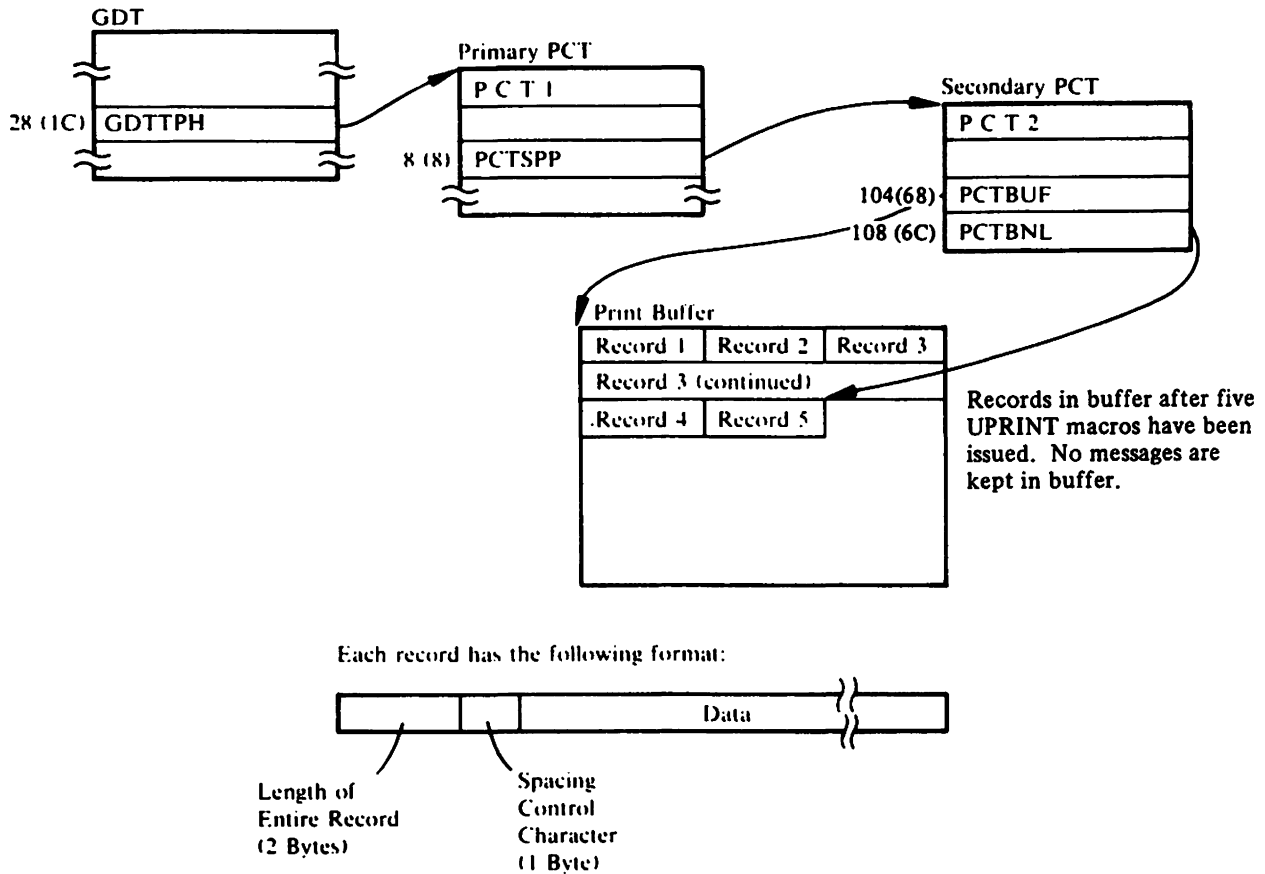 GDT
28 (1C) GDTTPH
Primary PCT
P C T 1
8 (8) PCTSPP
Secondary PCT
P C T 2
104(68) PCTBUF
108 (6C) PCTBNL
Print Buffer
Record 1 Record 2 Record 3
Record 3 (continued)
Record 4 Record 5
Records in buffer after five
UPRINT macros have been
issued. No messages are
kept in buffer.
Each record has the following format:
Data
Length of
Entire Record
(2 Bytes)
Spacing
Control
Character
(1 Byte)